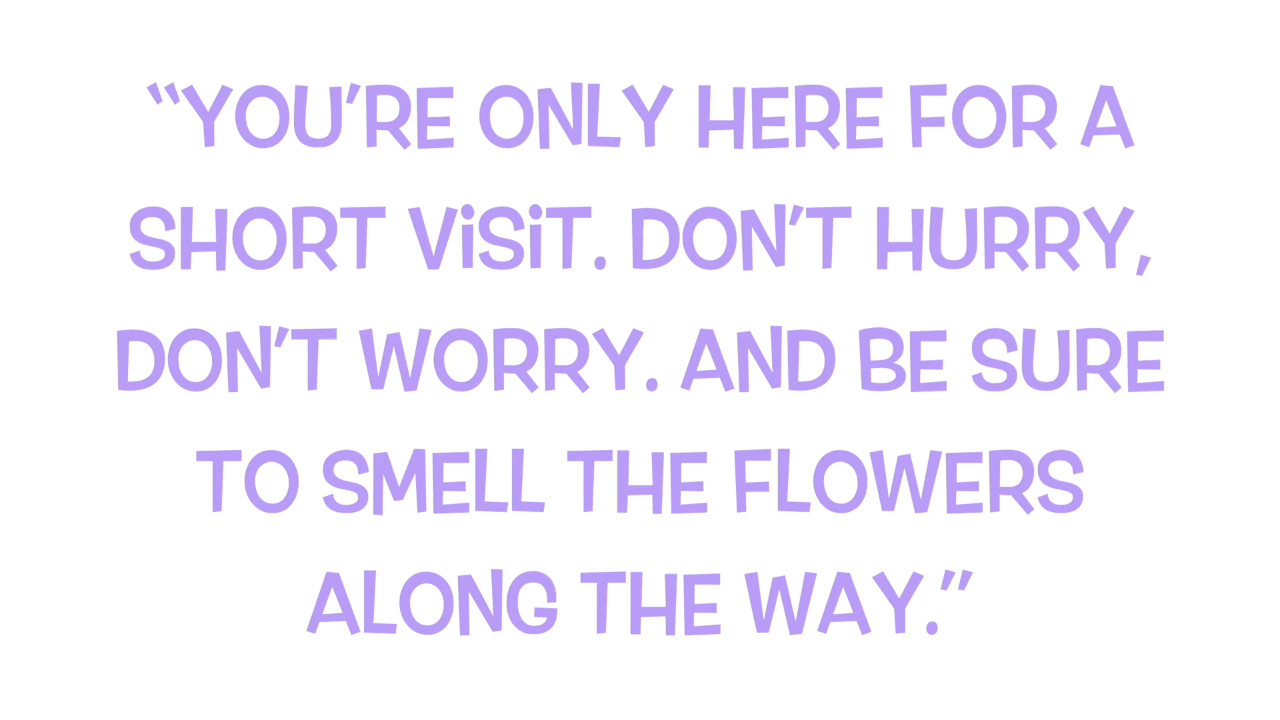 “YOU’RE ONLY HERE FOR A
SHORT ViSiT. DON’T HURRY,
DON’T WORRY. AND BE SURE
TO SMELL THE FLOWERS
ALONG THE WAY.”